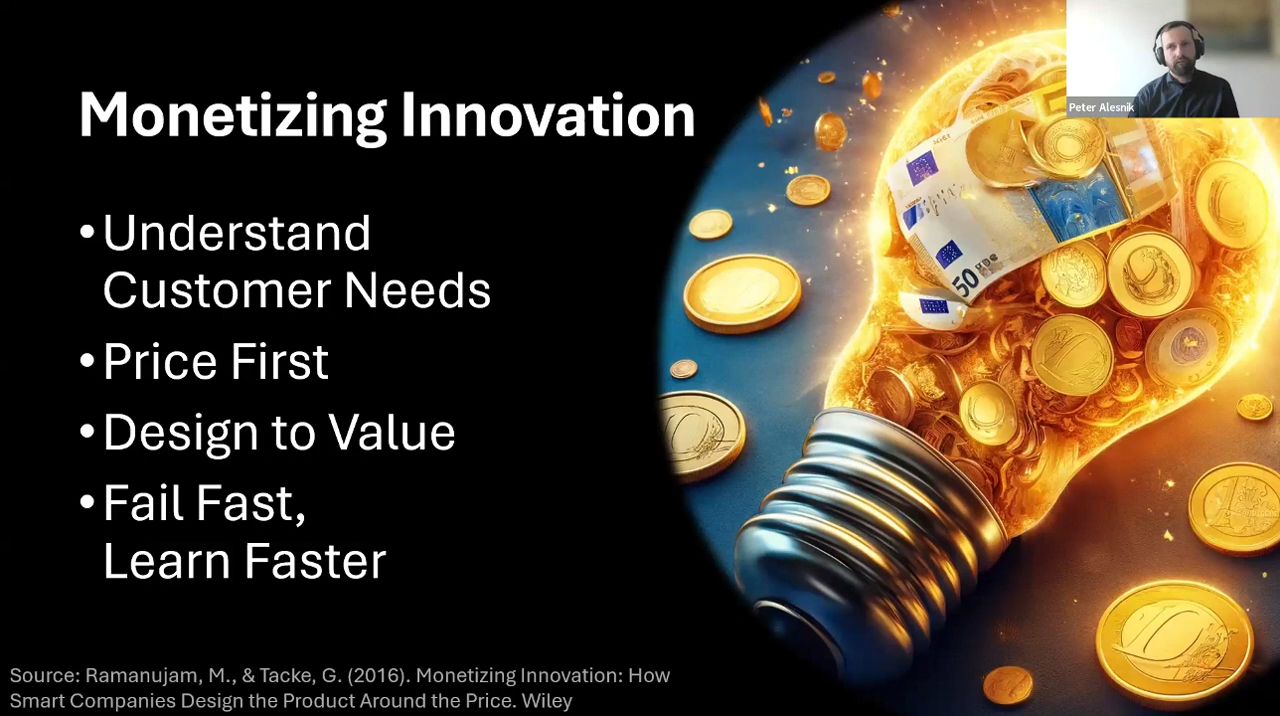 Monetizing Innovation
• Understand
Customer Needs
• Price First
• Design to Value
• Fail Fast,
Learn Faster
Source: Ramanujam, M., & Tacke, G. (2016). Monetizing Innovation: How
Smart Companies Design the Product Around the Price. Wiley
Peter Alesnik
50